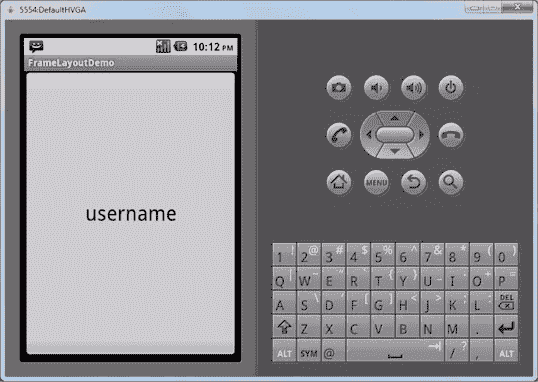 5554:DefaultHVGA
10:12 PM
FrameLayoutDemo
username
MENU
1 ! 2 @ 3 # 4 $ 5 % 6 ^ 7 & 8 * 9 ( 0 )
Q W E R T Y U I O P
A S D F G H J K L DEL
Z X C V B N M .
ALT SYM @ / ? , ALT